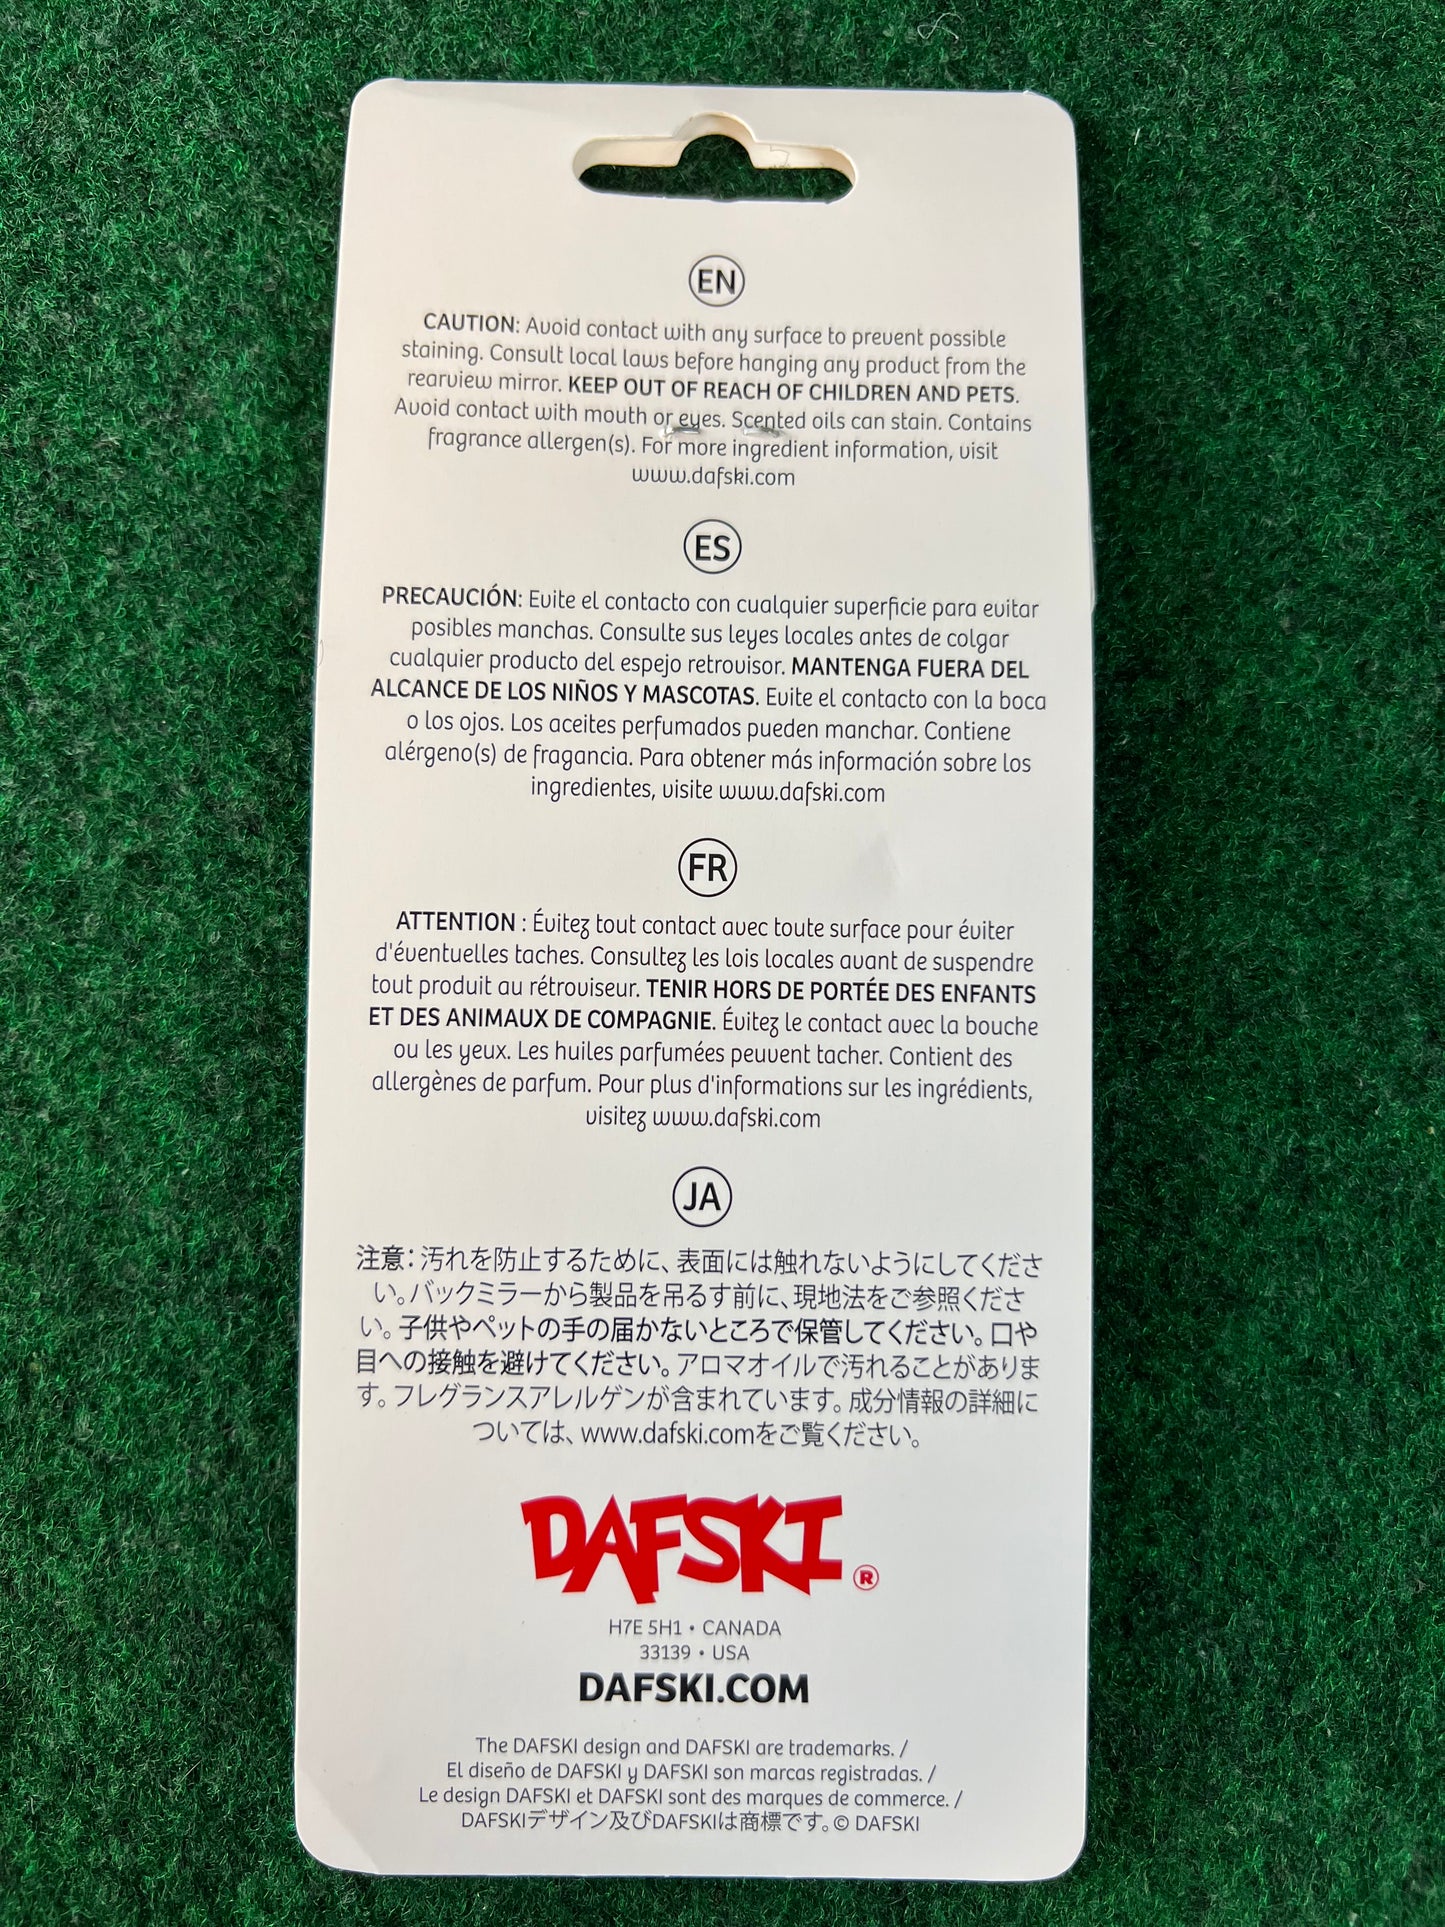 EN
CAUTION: Avoid contact with any surface to prevent possible
staining. Consult local laws before hanging any product from the
rearview mirror. KEEP OUT OF REACH OF CHILDREN AND PETS.
Avoid contact with mouth or eyes. Scented oils can stain. Contains
fragrance allergen(s). For more ingredient information, visit
www.dafski.com
ES
PRECAUCIÓN: Evite el contacto con cualquier superficie para evitar
posibles manchas. Consulte sus leyes locales antes de colgar
cualquier producto del espejo retrovisor. MANTENGA FUERA DEL
ALCANCE DE LOS NIÑOS Y MASCOTAS. Evite el contacto con la boca
o los ojos. Los aceites perfumados pueden manchar. Contiene
alérgeno(s) de fragancia. Para obtener más información sobre los
ingredientes, visite www.dafski.com
FR
ATTENTION : Évitez tout contact avec toute surface pour éviter
d'éventuelles taches. Consultez les lois locales avant de suspendre
tout produit au rétroviseur. TENIR HORS DE PORTÉE DES ENFANTS
ET DES ANIMAUX DE COMPAGNIE. Évitez le contact avec la bouche
ou les yeux. Les huiles parfumées peuvent tacher. Contient des
allergènes de parfum. Pour plus d'informations sur les ingrédients,
visitez www.dafski.com
JA
注意：汚れを防止するために、表面には触れないようにしてくださ
い。バックミラーから製品を吊るす前に、現地法をご参照くださ
い。子供やペットの手の届かないところで保管してください。口や
目への接触を避けてください。アロマオイルで汚れることがありま
す。フレグランスアレルゲンが含まれています。成分情報の詳細に
ついては、www.dafski.comをご覧ください。
DAFSKI®
H7E 5H1 • CANADA
33139 • USA
DAFSKI.COM
The DAFSKI design and DAFSKI are trademarks. /
El diseño de DAFSKI y DAFSKI son marcas registradas. /
Le design DAFSKI et DAFSKI sont des marques de commerce. /
DAFSKIデザイン及びDAFSKIは商標です。© DAFSKI